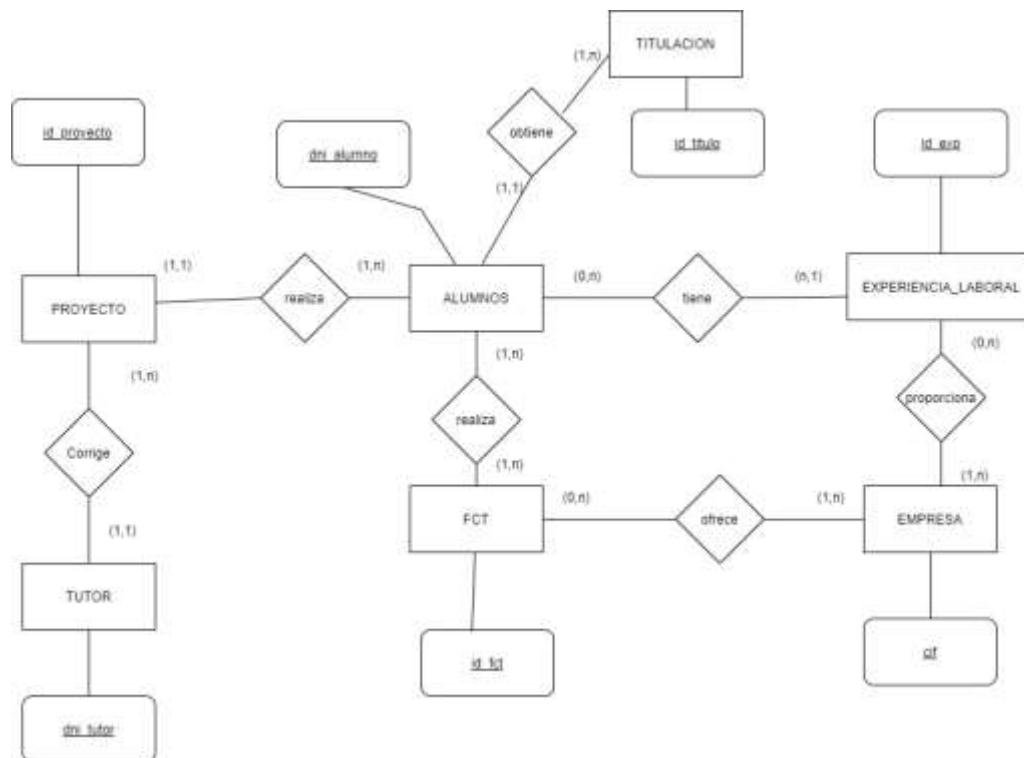 TITULACION
(1,n)
id_proyecto
obtiene
id_titulo
id_exp
dni_alumno
(1,1)
(1,1)
realiza
(1,n)
ALUMNOS
(0,n)
tiene
(n,1)
EXPERIENCIA_LABORAL
PROYECTO
(1,n)
(0,n)
(1,n)
realiza
proporciona
Corrige
(1,n)
(1,n)
FCT
(0,n)
ofrece
(1,n)
EMPRESA
(1,1)
TUTOR
id_fct
cif
dni_tutor